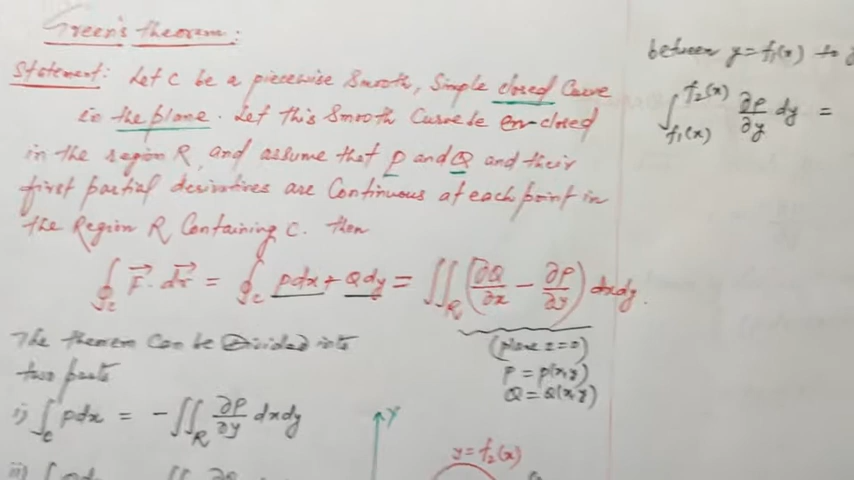 Green's theorem:
Statement: Let C be a piecewise smooth, simple closed Curve
in the plane. Let this smooth Curve be en-closed
in the region R, and assume that P and Q and their
first partial derivatives are Continuous at each point in
the Region R Containing C. then
∮c F⃗. dr⃗ = ∮c pdx + Qdy = ∬R (∂Q/∂x − ∂P/∂y) dxdy.
(plane z=0)
P = P(x,y)
Q = Q(x,y)
The theorem Can be Divided into
two parts
i) ∫c pdx = − ∬R ∂P/∂y dxdy
ii)
Y
y = f2(x)
between y = f1(x) to
∫f1(x)^f2(x) ∂P/∂y dy =